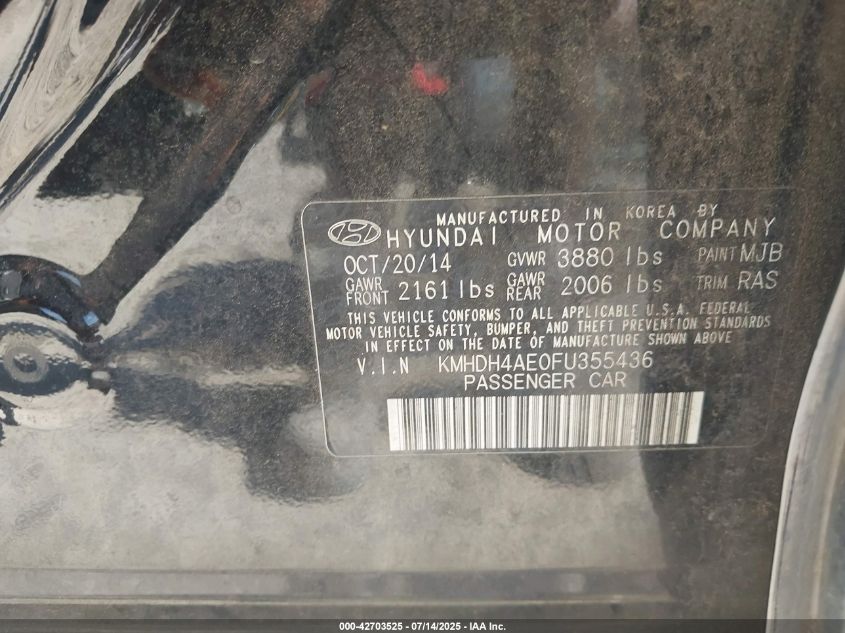 MANUFACTURED IN KOREA BY
HYUNDAI MOTOR COMPANY
OCT/20/14 GVWR 3880 lbs PAINT MJB
GAWR FRONT 2161 lbs GAWR REAR 2006 lbs TRIM RAS
THIS VEHICLE CONFORMS TO ALL APPLICABLE U.S.A. FEDERAL
MOTOR VEHICLE SAFETY, BUMPER, AND THEFT PREVENTION STANDARDS
IN EFFECT ON THE DATE OF MANUFACTURE SHOWN ABOVE
V.I.N KMHDH4AE0FU355436
PASSENGER CAR
000-42703525 - 07/14/2025 - IAA Inc.